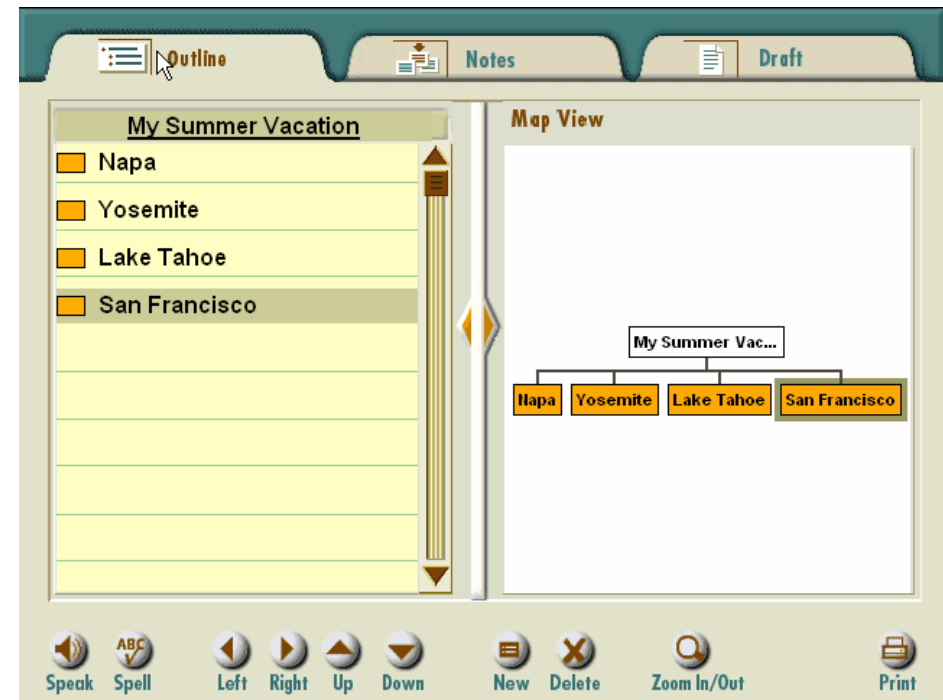 Outline
Notes
Draft
My Summer Vacation
Napa
Yosemite
Lake Tahoe
San Francisco
Map View
My Summer Vac...
Napa
Yosemite
Lake Tahoe
San Francisco
Speak
ABC
Spell
Left
Right
Up
Down
New
Delete
Zoom In/Out
Print